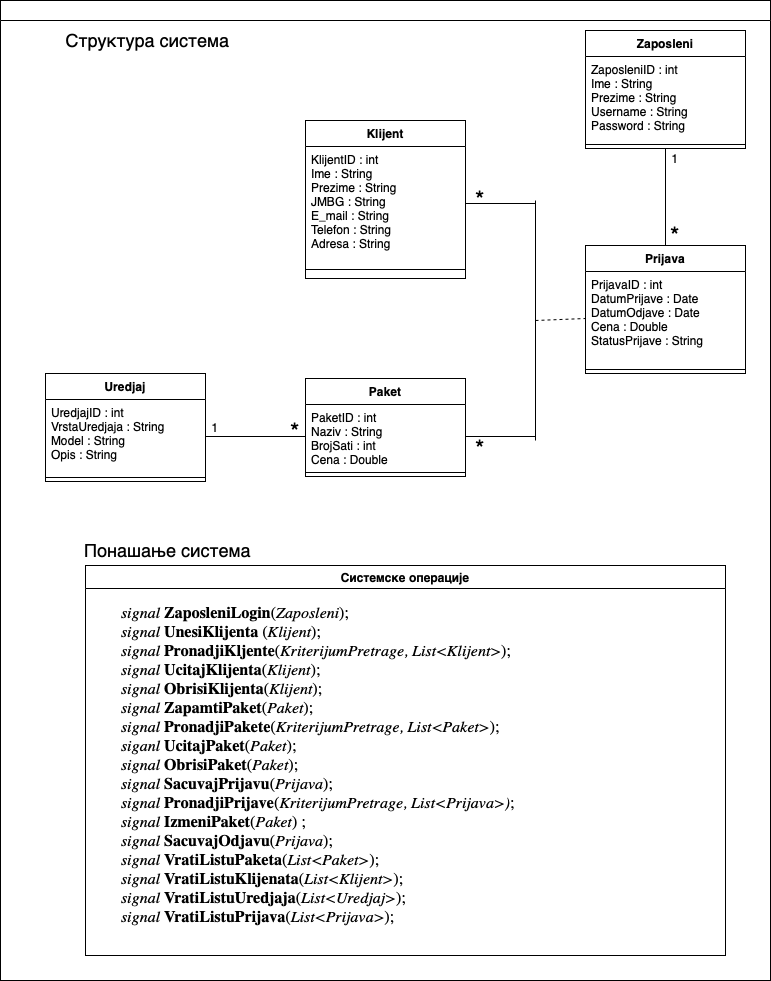 Структура система
Zaposleni
ZaposleniID : int
Ime : String
Prezime : String
Username : String
Password : String
1
*
Klijent
KlijentID : int
Ime : String
Prezime : String
JMBG : String
E_mail : String
Telefon : String
Adresa : String
*
Prijava
PrijavaID : int
DatumPrijave : Date
DatumOdjave : Date
Cena : Double
StatusPrijave : String
Uredjaj
UredjajID : int
VrstaUredjaja : String
Model : String
Opis : String
1
*
Paket
PaketID : int
Naziv : String
BrojSati : int
Cena : Double
*
Понашање система
Системске операције
signal ZaposleniLogin(Zaposleni);
signal UnesiKlijenta (Klijent);
signal PronadjiKljente(KriterijumPretrage, List<Klijent>);
signal UcitajKlijenta(Klijent);
signal ObrisiKlijenta(Klijent);
signal ZapamtiPaket(Paket);
signal PronadjiPakete(KriterijumPretrage, List<Paket>);
siganl UcitajPaket(Paket);
signal ObrisiPaket(Paket);
signal SacuvajPrijavu(Prijava);
signal PronadjiPrijave(KriterijumPretrage, List<Prijava>);
signal IzmeniPaket(Paket) ;
signal SacuvajOdjavu(Prijava);
signal VratiListuPaketa(List<Paket>);
signal VratiListuKlijenata(List<Klijent>);
signal VratiListuUredjaja(List<Uredjaj>);
signal VratiListuPrijava(List<Prijava>);